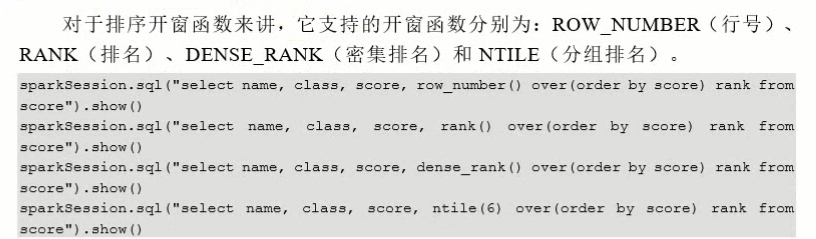 对于排序开窗函数来讲，它支持的开窗函数分别为：ROW_NUMBER（行号）、
RANK（排名）、DENSE_RANK（密集排名）和 NTILE（分组排名）。
sparkSession.sql("select name, class, score, row_number() over(order by score) rank from
score").show()
sparkSession.sql("select name, class, score, rank() over(order by score) rank from
score").show()
sparkSession.sql("select name, class, score, dense_rank() over(order by score) rank from
score").show()
sparkSession.sql("select name, class, score, ntile(6) over(order by score) rank from
score").show()